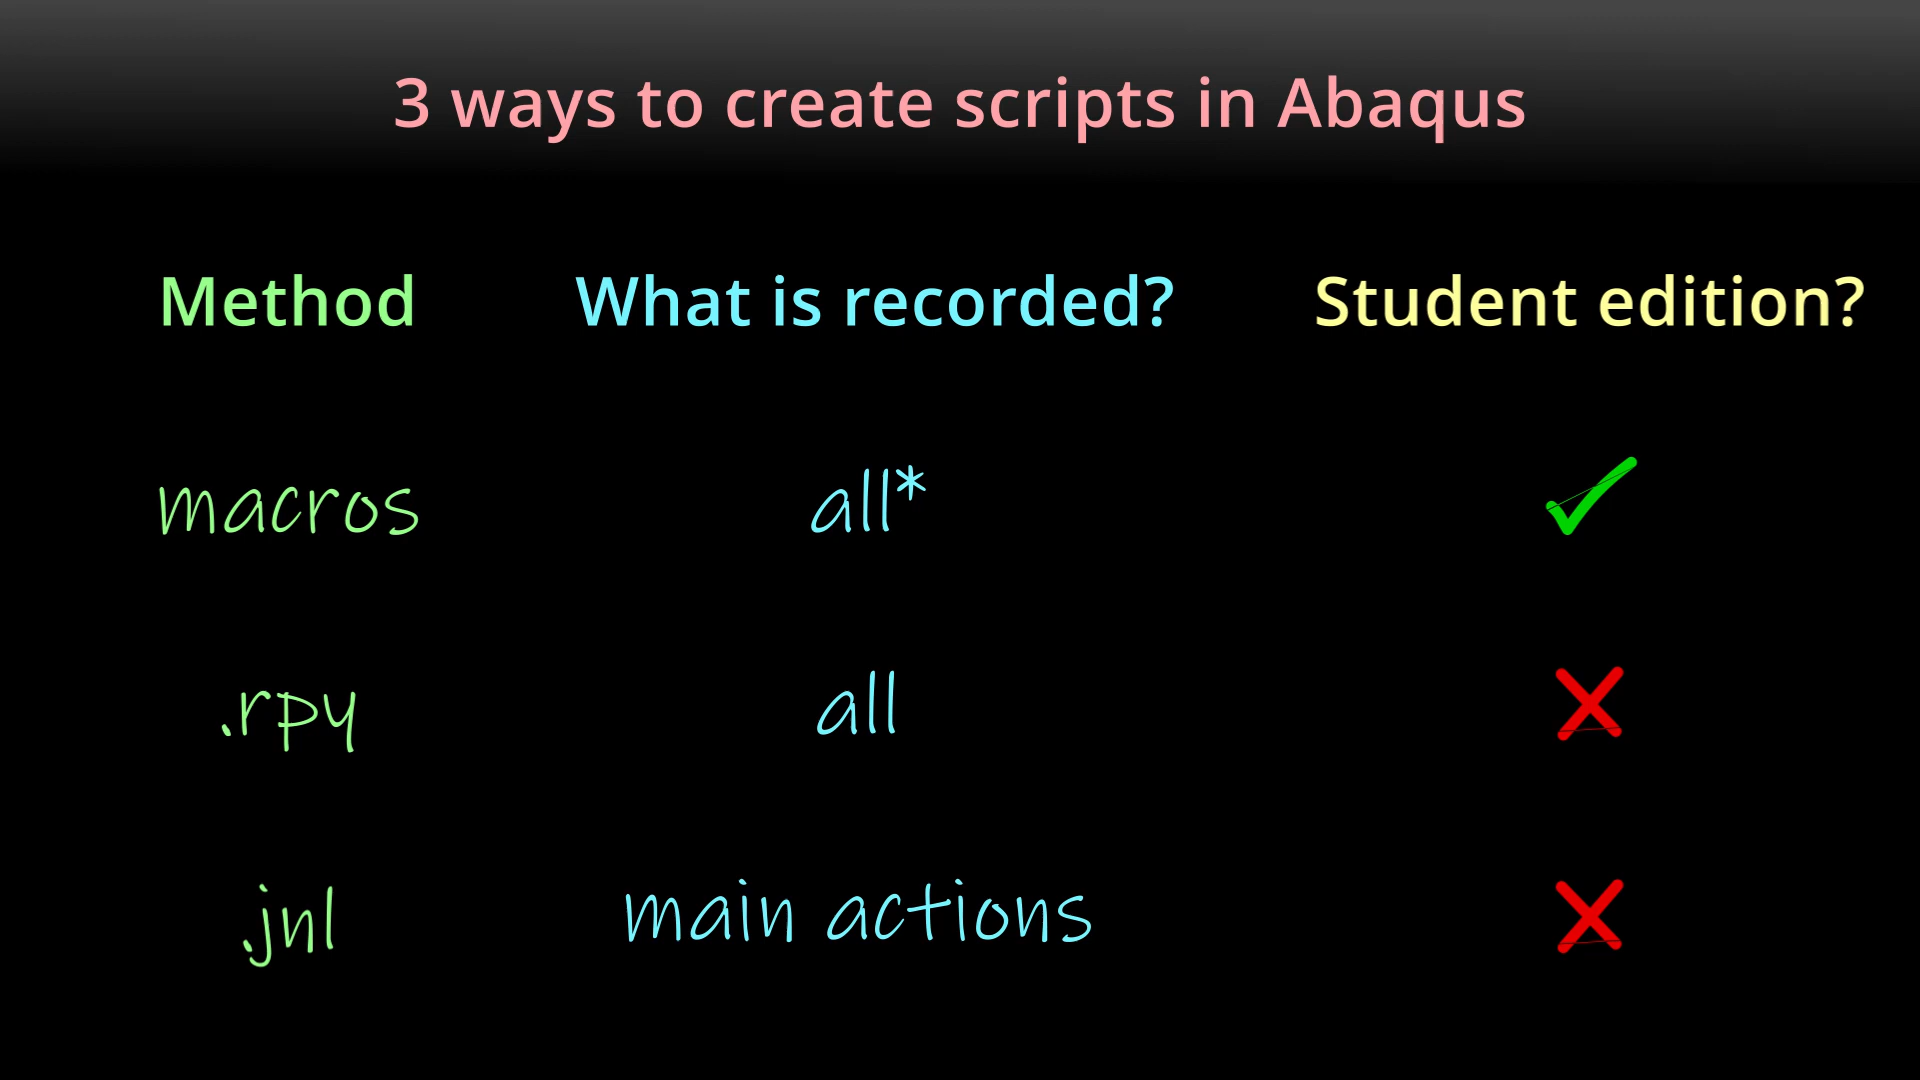 3 ways to create scripts in Abaqus
Method What is recorded? Student edition?
macros all* ✓
.rpy all ✗
.jnl main actions ✗